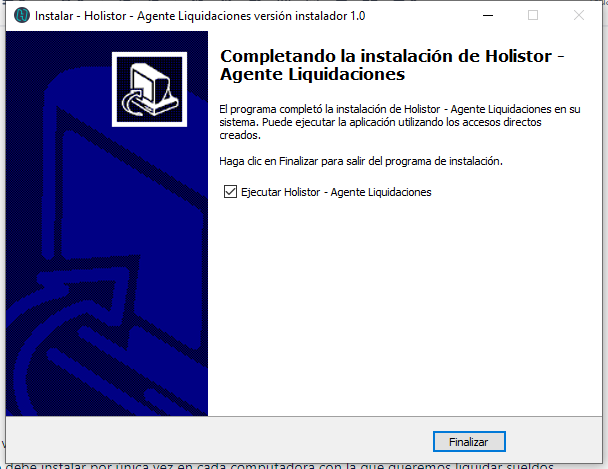 Instalar - Holistor - Agente Liquidaciones versión instalador 1.0
Completando la instalación de Holistor -
Agente Liquidaciones
El programa completó la instalación de Holistor - Agente Liquidaciones en su
sistema. Puede ejecutar la aplicación utilizando los accesos directos
creados.
Haga clic en Finalizar para salir del programa de instalación.
Ejecutar Holistor - Agente Liquidaciones
Finalizar
debe instalar por única vez en cada computadora con la que queremos liquidar sueldos